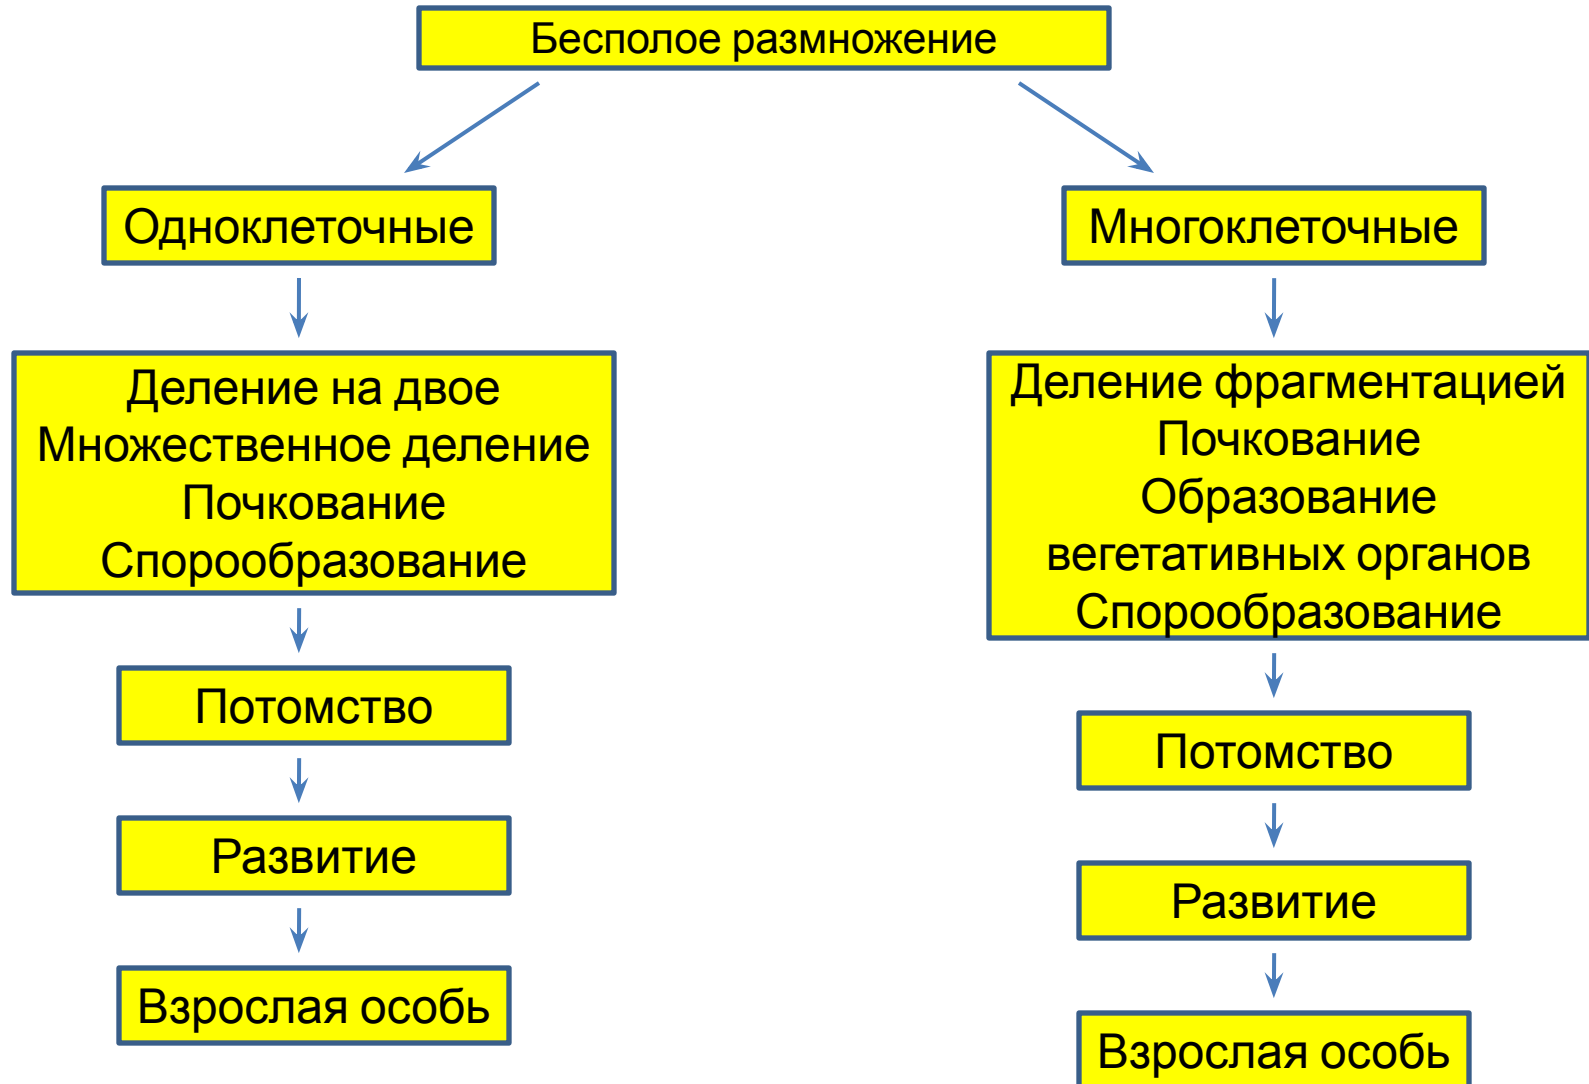 Бесполое размножение
Одноклеточные
Многоклеточные
Деление на двое
Множественное деление
Почкование
Спорообразование
Деление фрагментацией
Почкование
Образование
вегетативных органов
Спорообразование
Потомство
Потомство
Развитие
Развитие
Взрослая особь
Взрослая особь